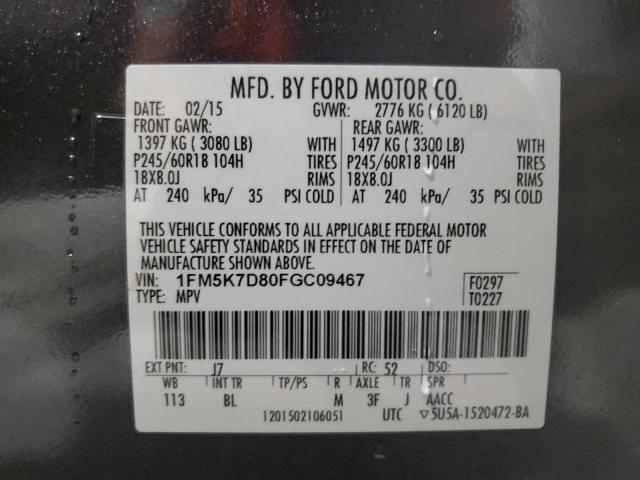 MFD. BY FORD MOTOR CO.
DATE: 02/15 GVWR: 2776 KG ( 6120 LB)
FRONT GAWR: REAR GAWR:
1397 KG ( 3080 LB) WITH 1497 KG ( 3300 LB) WITH
P245/60R18 104H TIRES P245/60R18 104H TIRES
18X8.0J RIMS 18X8.0J RIMS
AT 240 kPa/ 35 PSI COLD AT 240 kPa/ 35 PSI COLD
THIS VEHICLE CONFORMS TO ALL APPLICABLE FEDERAL MOTOR
VEHICLE SAFETY STANDARDS IN EFFECT ON THE DATE OF
MANUFACTURE SHOWN ABOVE.
VIN: 1FM5K7D80FGC09467 F0297
TYPE: MPV T0227
EXT PNT: J7 RC: 52 DSO:
WB INT TR TP/PS R AXLE TR SPR
113 BL M 3F J AACC
1201502106051 UTC ▽5U5A-1520472-BA